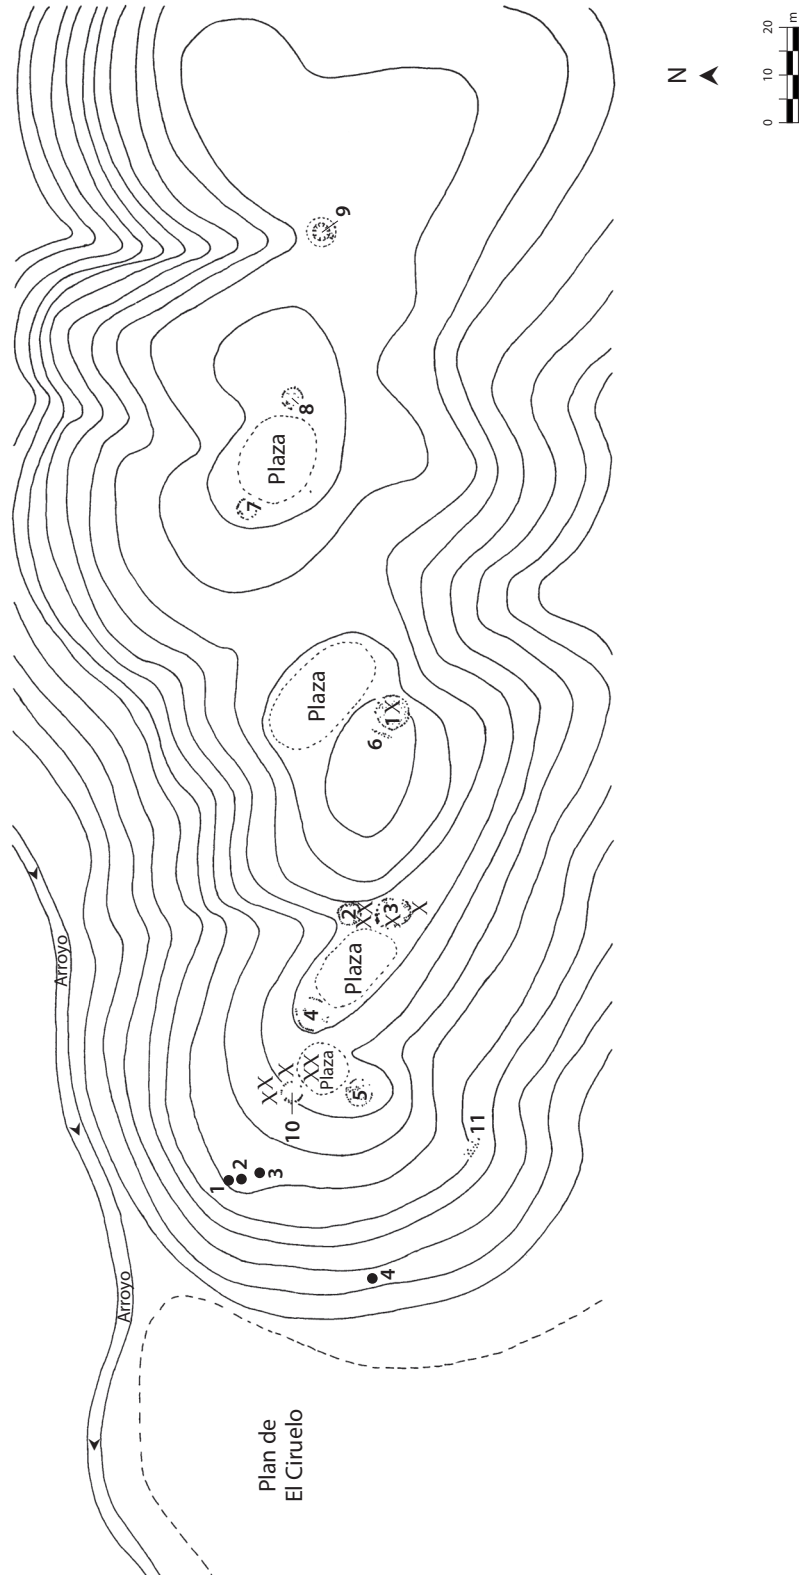 N
0 10 20 m
9
8
Plaza
7
Plaza
1 X
6
2
X X
3
X X
Plaza
4
X X X
X X
Plaza
5
10
11
1
2
3
4
Arroyo
Arroyo
Plan de
El Ciruelo